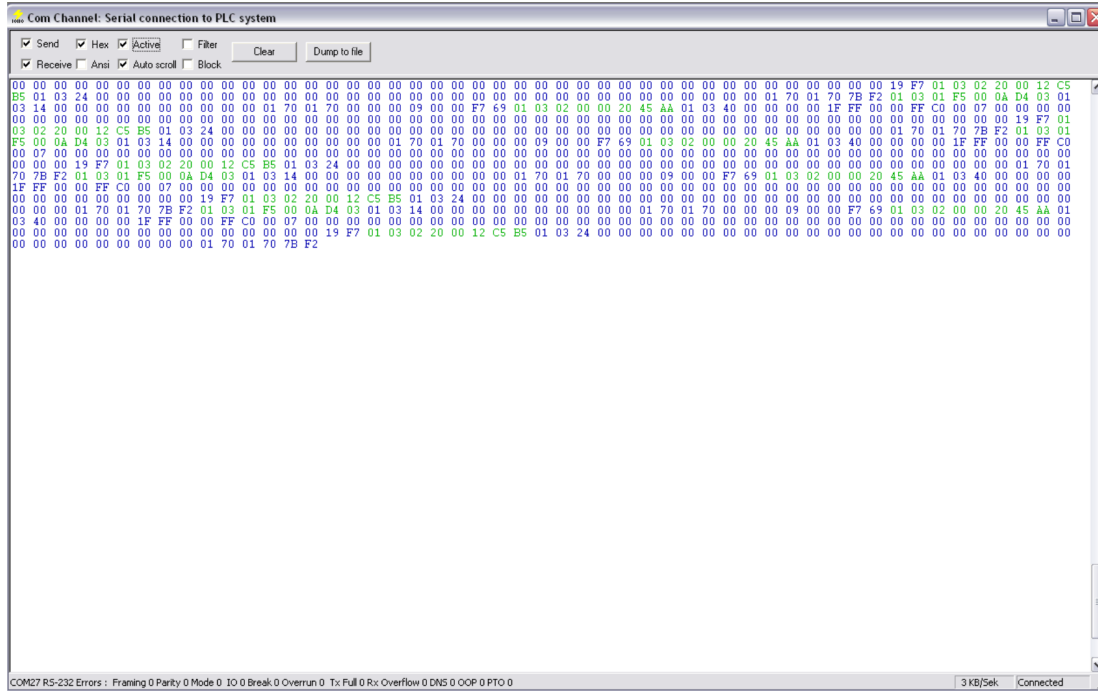 Com Channel: Serial connection to PLC system
Send Hex Active Filter Clear Dump to file
Receive Ansi Auto scroll Block
00 00 00 00 00 00 00 00 00 00 00 00 00 00 00 00 00 00 00 00 00 00 00 00 00 00 00 00 00 00 00 00 00 00 00 00 00 00 00 00 00 00 19 F7 01 03 02 20 00 12 C5
B5 01 03 24 00 00 00 00 00 00 00 00 00 00 00 00 00 00 00 00 00 00 00 00 00 00 00 00 00 00 00 00 00 00 00 00 01 70 01 70 7B F2 01 03 01 F5 00 0A D4 03 01
03 14 00 00 00 00 00 00 00 00 00 00 01 70 01 70 00 00 00 09 00 00 F7 69 01 03 02 00 00 20 45 AA 01 03 40 00 00 00 00 1F FF 00 00 FF C0 00 07 00 00 00 00
00 00 00 00 00 00 00 00 00 00 00 00 00 00 00 00 00 00 00 00 00 00 00 00 00 00 00 00 00 00 00 00 00 00 00 00 00 00 00 00 00 00 00 00 00 00 00 00 19 F7 01
03 02 20 00 12 C5 B5 01 03 24 00 00 00 00 00 00 00 00 00 00 00 00 00 00 00 00 00 00 00 00 00 00 00 00 00 00 00 00 00 00 00 00 01 70 01 70 7B F2 01 03 01
F5 00 0A D4 03 01 03 14 00 00 00 00 00 00 00 00 00 00 01 70 01 70 00 00 00 09 00 00 F7 69 01 03 02 00 00 20 45 AA 01 03 40 00 00 00 00 1F FF 00 00 FF C0
00 07 00 00 00 00 00 00 00 00 00 00 00 00 00 00 00 00 00 00 00 00 00 00 00 00 00 00 00 00 00 00 00 00 00 00 00 00 00 00 00 00 00 00 00 00 00 00 00 00 00
00 00 00 19 F7 01 03 02 20 00 12 C5 B5 01 03 24 00 00 00 00 00 00 00 00 00 00 00 00 00 00 00 00 00 00 00 00 00 00 00 00 00 00 00 00 00 00 00 00 01 70 01
70 7B F2 01 03 01 F5 00 0A D4 03 01 03 14 00 00 00 00 00 00 00 00 00 00 01 70 01 70 00 00 00 09 00 00 F7 69 01 03 02 00 00 20 45 AA 01 03 40 00 00 00 00
1F FF 00 00 FF C0 00 07 00 00 00 00 00 00 00 00 00 00 00 00 00 00 00 00 00 00 00 00 00 00 00 00 00 00 00 00 00 00 00 00 00 00 00 00 00 00 00 00 00 00 00
00 00 00 00 00 00 00 00 00 19 F7 01 03 02 20 00 12 C5 B5 01 03 24 00 00 00 00 00 00 00 00 00 00 00 00 00 00 00 00 00 00 00 00 00 00 00 00 00 00 00 00 00
00 00 00 01 70 01 70 7B F2 01 03 01 F5 00 0A D4 03 01 03 14 00 00 00 00 00 00 00 00 00 00 01 70 01 70 00 00 00 09 00 00 F7 69 01 03 02 00 00 20 45 AA 01
03 40 00 00 00 00 1F FF 00 00 FF C0 00 07 00 00 00 00 00 00 00 00 00 00 00 00 00 00 00 00 00 00 00 00 00 00 00 00 00 00 00 00 00 00 00 00 00 00 00 00 00
00 00 00 00 00 00 00 00 00 00 00 00 00 00 00 19 F7 01 03 02 20 00 12 C5 B5 01 03 24 00 00 00 00 00 00 00 00 00 00 00 00 00 00 00 00 00 00 00 00 00 00 00
00 00 00 00 00 00 00 00 00 01 70 01 70 7B F2
COM27 RS-232 Errors : Framing 0 Parity 0 Mode 0 IO 0 Break 0 Overrun 0 Tx Full 0 Rx Overflow 0 DNS 0 OOP 0 PTO 0 3 KB/Sek Connected